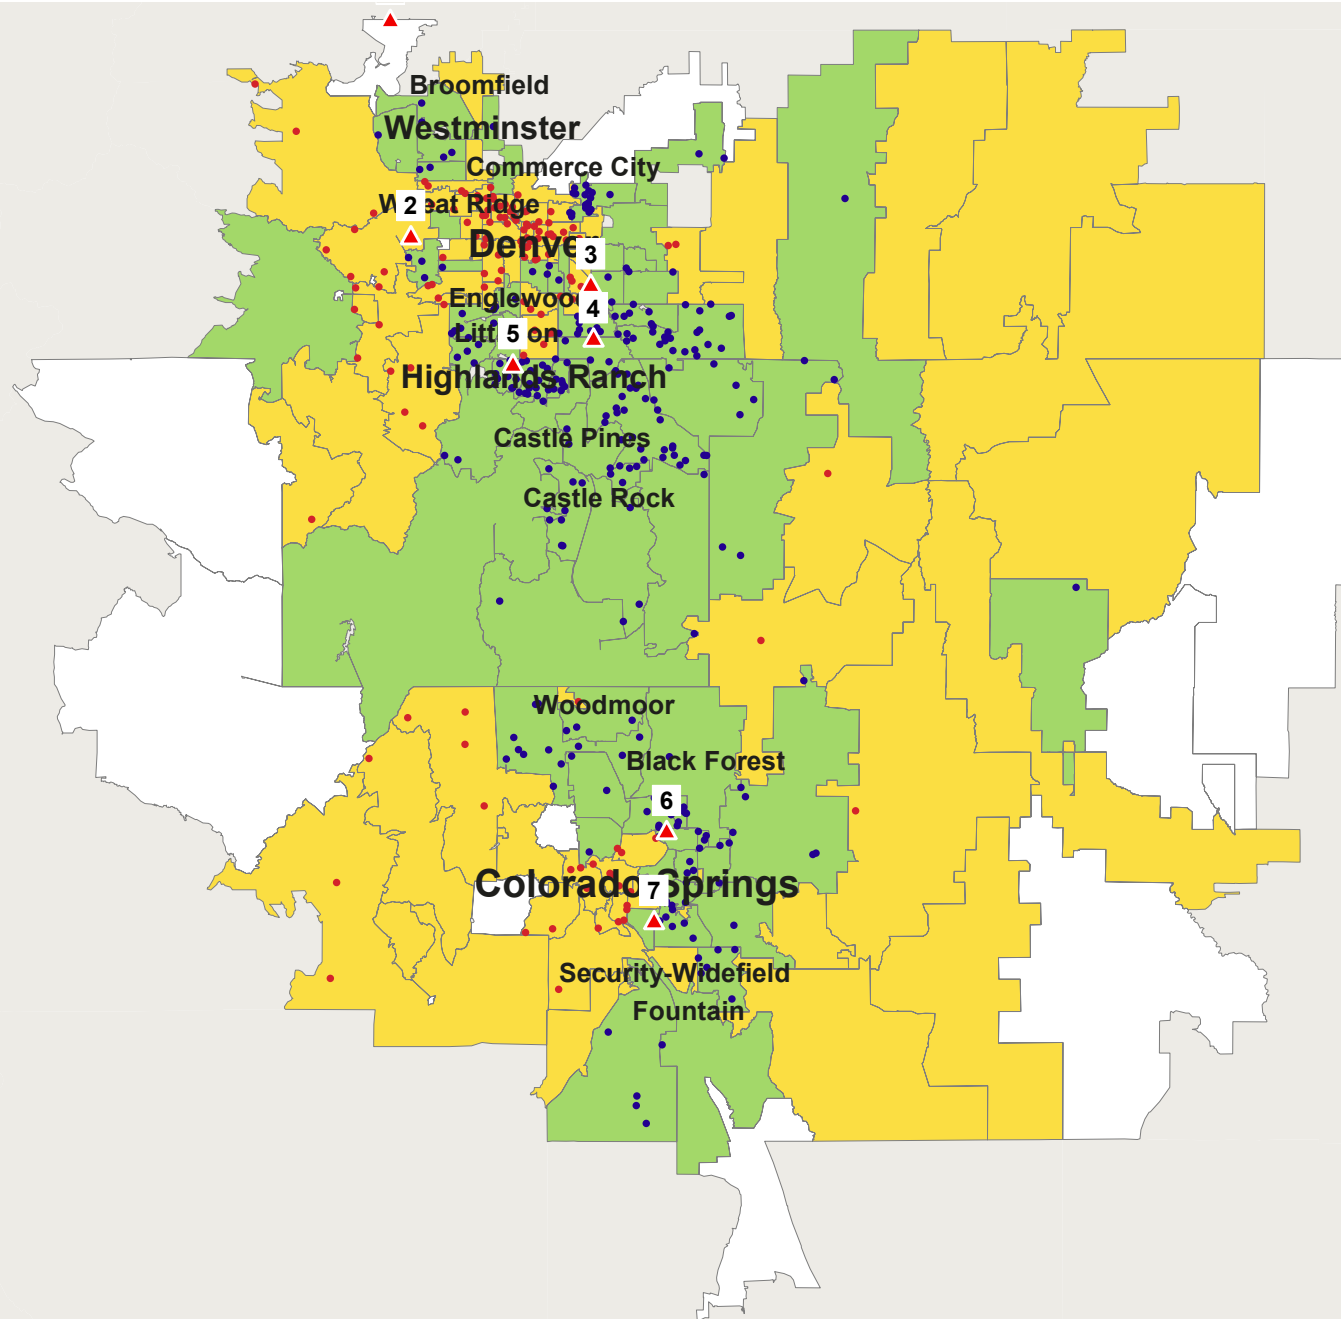 Broomfield
Westminster
Commerce City
Wheat Ridge
2
Denver
3
Englewood
4
Littleton
5
Highlands Ranch
Castle Pines
Castle Rock
Woodmoor
Black Forest
6
Colorado Springs
7
Security-Widefield
Fountain